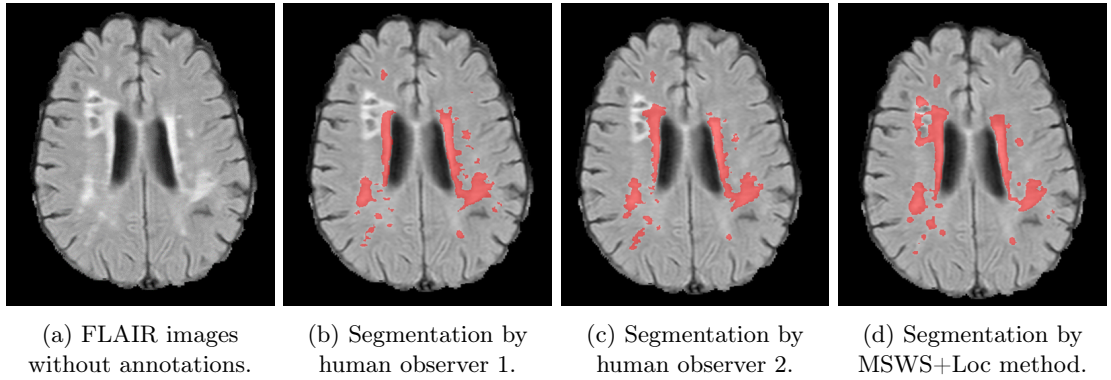 (a) FLAIR images
without annotations.
(b) Segmentation by
human observer 1.
(c) Segmentation by
human observer 2.
(d) Segmentation by
MSWS+Loc method.